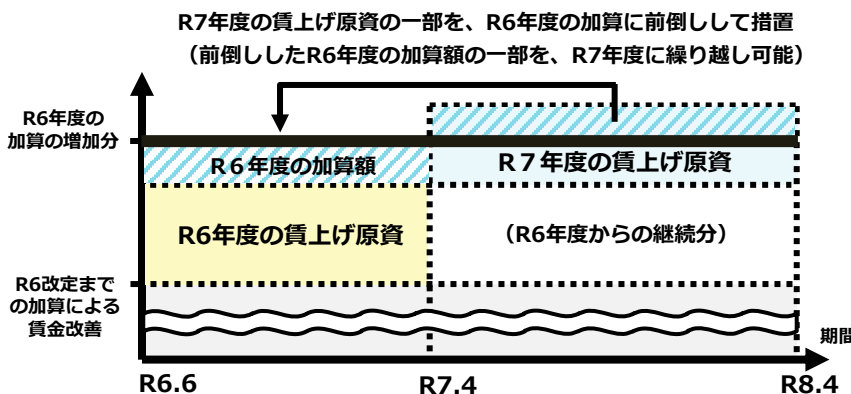 R7年度の賃上げ原資の一部を、R6年度の加算に前倒しして措置
（前倒ししたR6年度の加算額の一部を、R7年度に繰り越し可能）
R6年度の
加算の増加分
R６年度の加算額
R７年度の賃上げ原資
R6年度の賃上げ原資
（R6年度からの継続分）
R6改定まで
の加算による
賃金改善
期間
R6.6
R7.4
R8.4